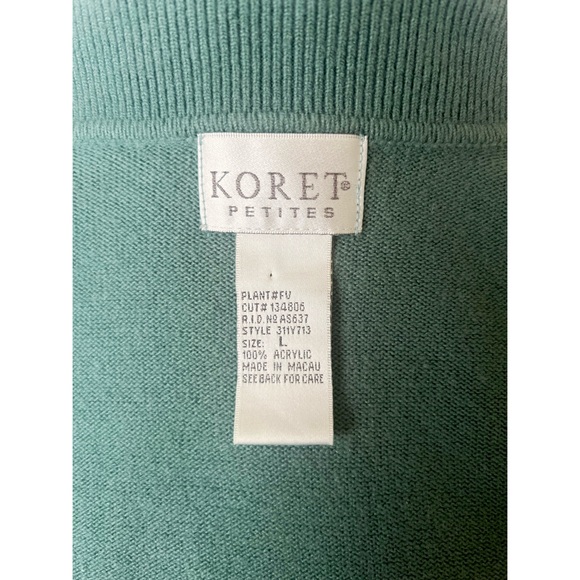 KORET®
PETITES
PLANT#FV
CUT# 134806
R.I.D. Nº AS637
STYLE 311Y713
SIZE: L
100% ACRYLIC
MADE IN MACAU
SEE BACK FOR CARE